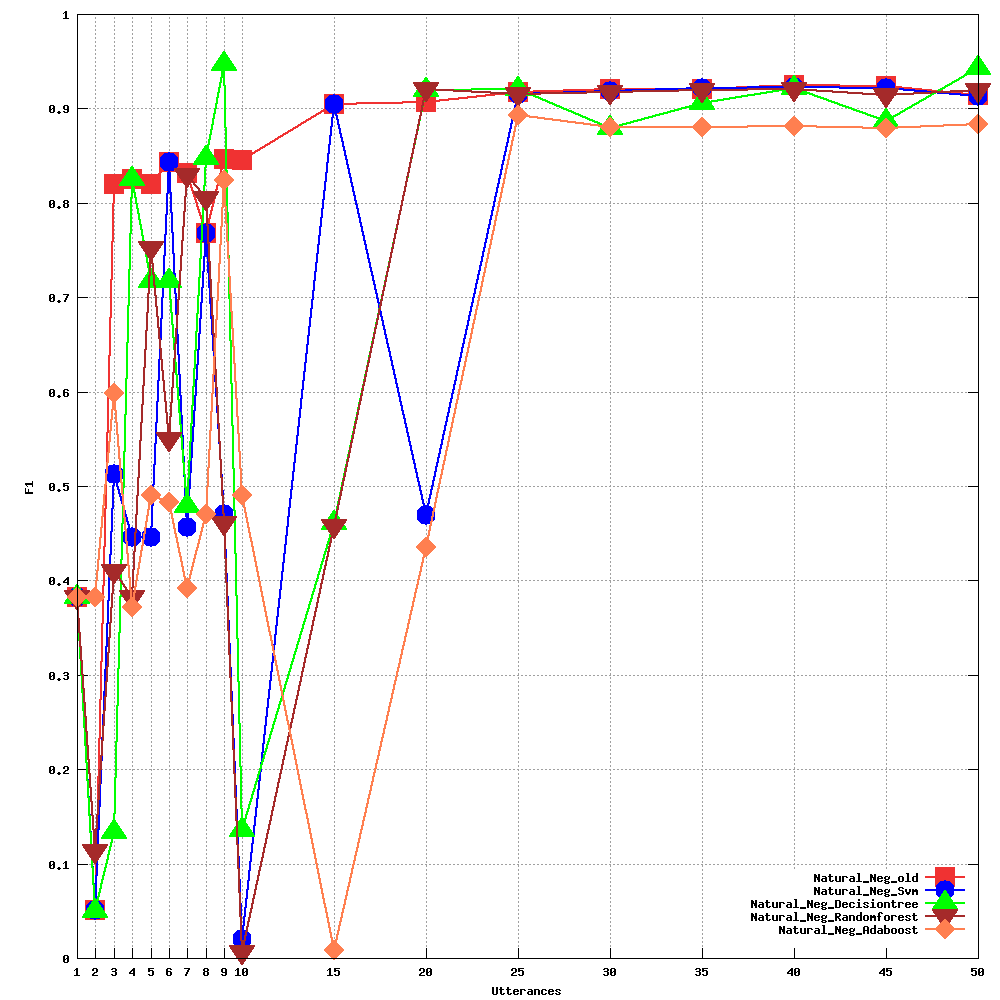 1
0.9
0.8
0.7
0.6
0.5
0.4
0.3
0.2
0.1
0
F1
Natural_Neg_old
Natural_Neg_Svm
Natural_Neg_Decisiontree
Natural_Neg_Randomforest
Natural_Neg_Adaboost
1 2 3 4 5 6 7 8 9 10 15 20 25 30 35 40 45 50
Utterances